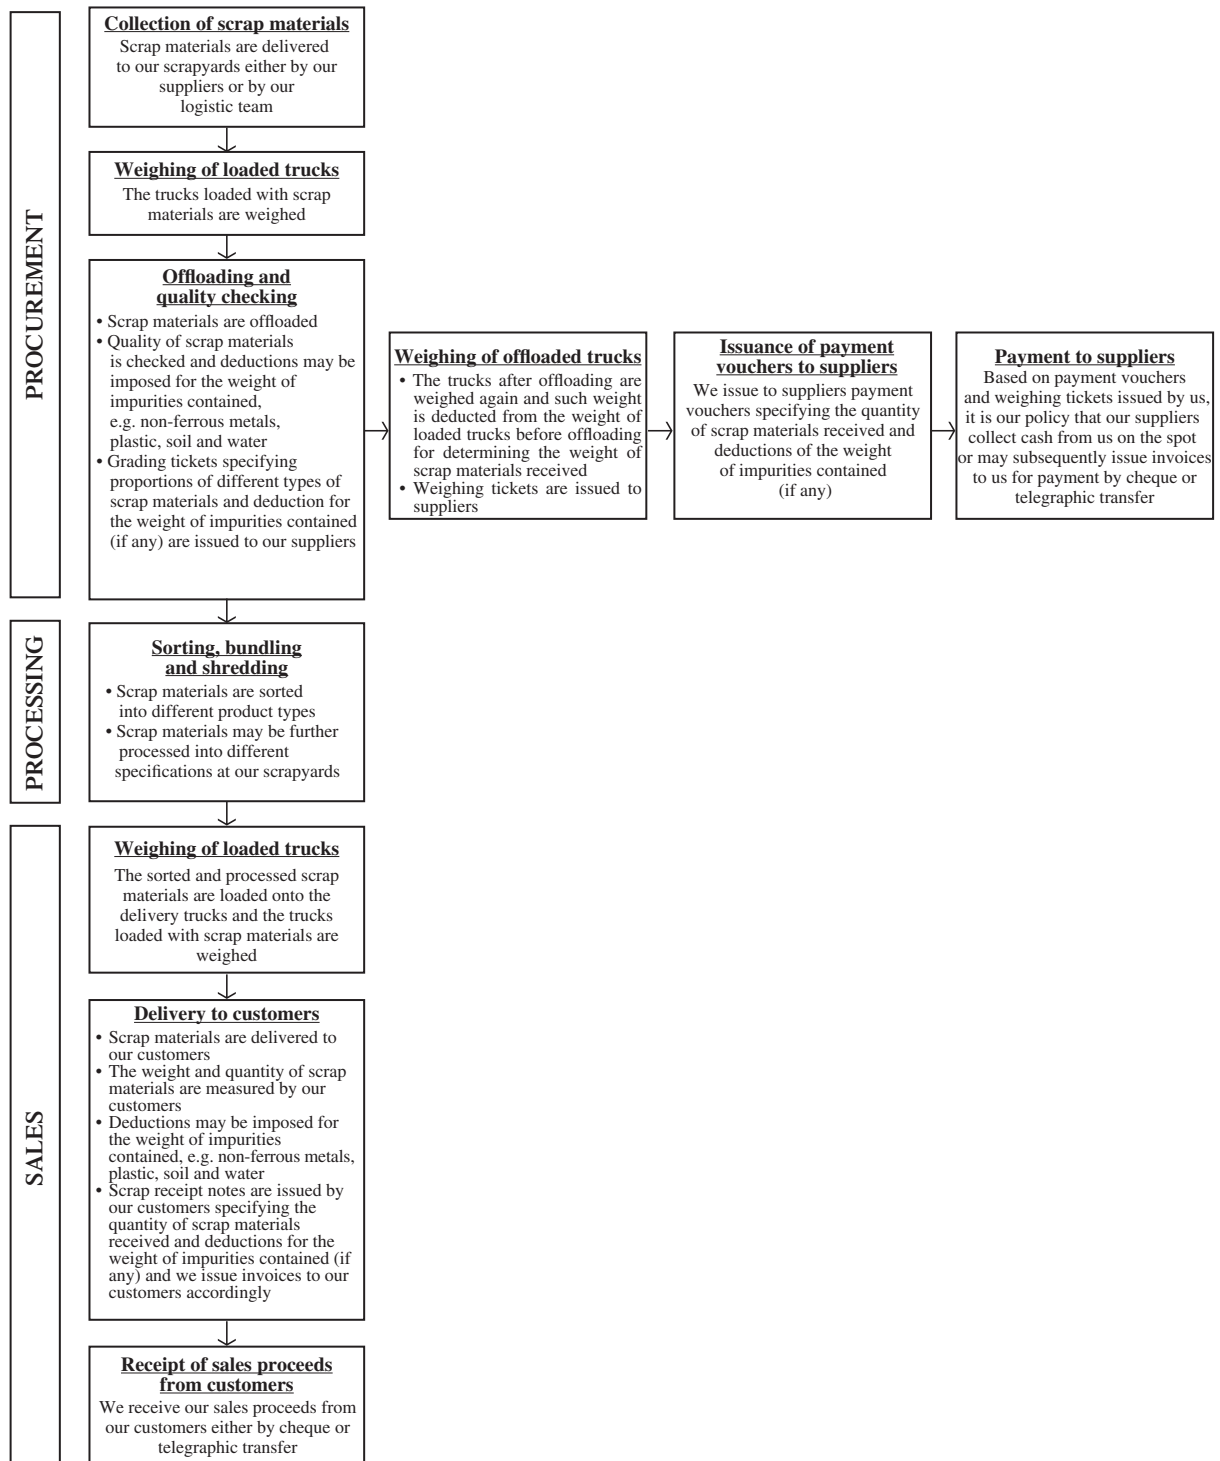 PROCUREMENT
Collection of scrap materials
Scrap materials are delivered
to our scrapyards either by our
suppliers or by our
logistic team
Weighing of loaded trucks
The trucks loaded with scrap
materials are weighed
Offloading and
quality checking
• Scrap materials are offloaded
• Quality of scrap materials
is checked and deductions may be
imposed for the weight of
impurities contained,
e.g. non-ferrous metals,
plastic, soil and water
• Grading tickets specifying
proportions of different types of
scrap materials and deduction for
the weight of impurities contained
(if any) are issued to our suppliers
Weighing of offloaded trucks
• The trucks after offloading are
weighed again and such weight
is deducted from the weight of
loaded trucks before offloading
for determining the weight of
scrap materials received
• Weighing tickets are issued to
suppliers
Issuance of payment
vouchers to suppliers
We issue to suppliers payment
vouchers specifying the quantity
of scrap materials received and
deductions of the weight
of impurities contained
(if any)
Payment to suppliers
Based on payment vouchers
and weighing tickets issued by us,
it is our policy that our suppliers
collect cash from us on the spot
or may subsequently issue invoices
to us for payment by cheque or
telegraphic transfer
PROCESSING
Sorting, bundling
and shredding
• Scrap materials are sorted
into different product types
• Scrap materials may be further
processed into different
specifications at our scrapyards
SALES
Weighing of loaded trucks
The sorted and processed scrap
materials are loaded onto the
delivery trucks and the trucks
loaded with scrap materials are
weighed
Delivery to customers
• Scrap materials are delivered to
our customers
• The weight and quantity of scrap
materials are measured by our
customers
• Deductions may be imposed for
the weight of impurities
contained, e.g. non-ferrous metals,
plastic, soil and water
• Scrap receipt notes are issued by
our customers specifying the
quantity of scrap materials
received and deductions for the
weight of impurities contained (if
any) and we issue invoices to our
customers accordingly
Receipt of sales proceeds
from customers
We receive our sales proceeds from
our customers either by cheque or
telegraphic transfer